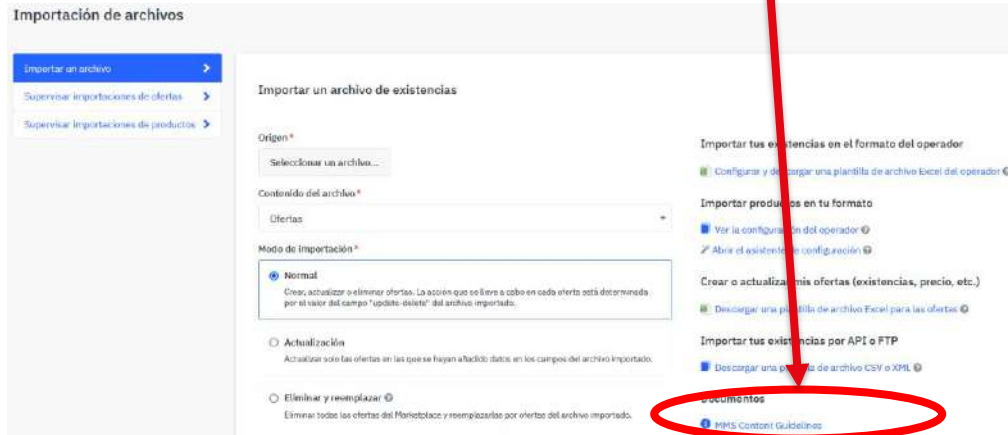 Importación de archivos
Importar un archivo
Supervisar importaciones de ofertas
Supervisar importaciones de productos
Importar un archivo de existencias
Origen *
Seleccionar un archivo...
Contenido del archivo *
Ofertas
Modo de importación *
Normal
Crear, actualizar o eliminar ofertas. La acción que se lleve a cabo en cada oferta está determinada
por el valor del campo "update-delete" del archivo importado.
Actualización
Actualizar solo las ofertas en las que se hayan añadido datos en los campos del archivo importado.
Eliminar y reemplazar
Eliminar todas las ofertas del Marketplace y reemplazarlas por ofertas del archivo importado.
Importar tus existencias en el formato del operador
Configurar y descargar una plantilla de archivo Excel del operador
Importar productos en tu formato
Ver la configuración del operador
Abrir el asistente de configuración
Crear o actualizar mis ofertas (existencias, precio, etc.)
Descargar una plantilla de archivo Excel para las ofertas
Importar tus existencias por API o FTP
Descargar una plantilla de archivo CSV o XML
Documentos
MMS Content Guidelines